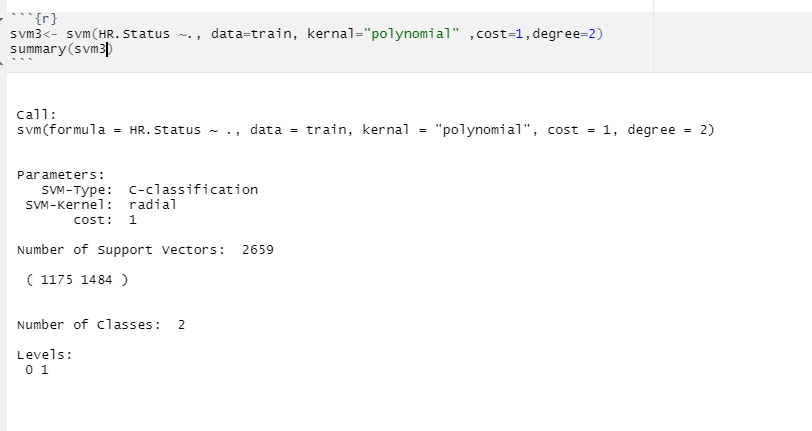 ```{r}
svm3<- svm(HR.Status ~., data=train, kernal="polynomial" ,cost=1,degree=2)
summary(svm3)
```
Call:
svm(formula = HR.Status ~ ., data = train, kernal = "polynomial", cost = 1, degree = 2)
Parameters:
SVM-Type: C-classification
SVM-Kernel: radial
cost: 1
Number of Support Vectors: 2659
( 1175 1484 )
Number of Classes: 2
Levels:
0 1